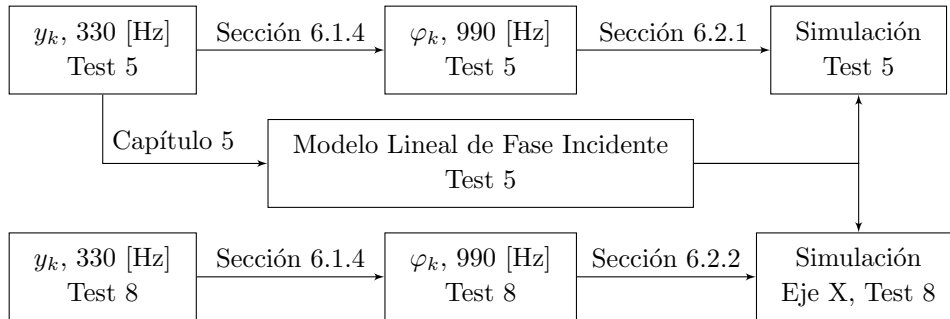 y_k, 330 [Hz]
Test 5
Sección 6.1.4
φ_k, 990 [Hz]
Test 5
Sección 6.2.1
Simulación
Test 5
Capítulo 5
Modelo Lineal de Fase Incidente
Test 5
y_k, 330 [Hz]
Test 8
Sección 6.1.4
φ_k, 990 [Hz]
Test 8
Sección 6.2.2
Simulación
Eje X, Test 8